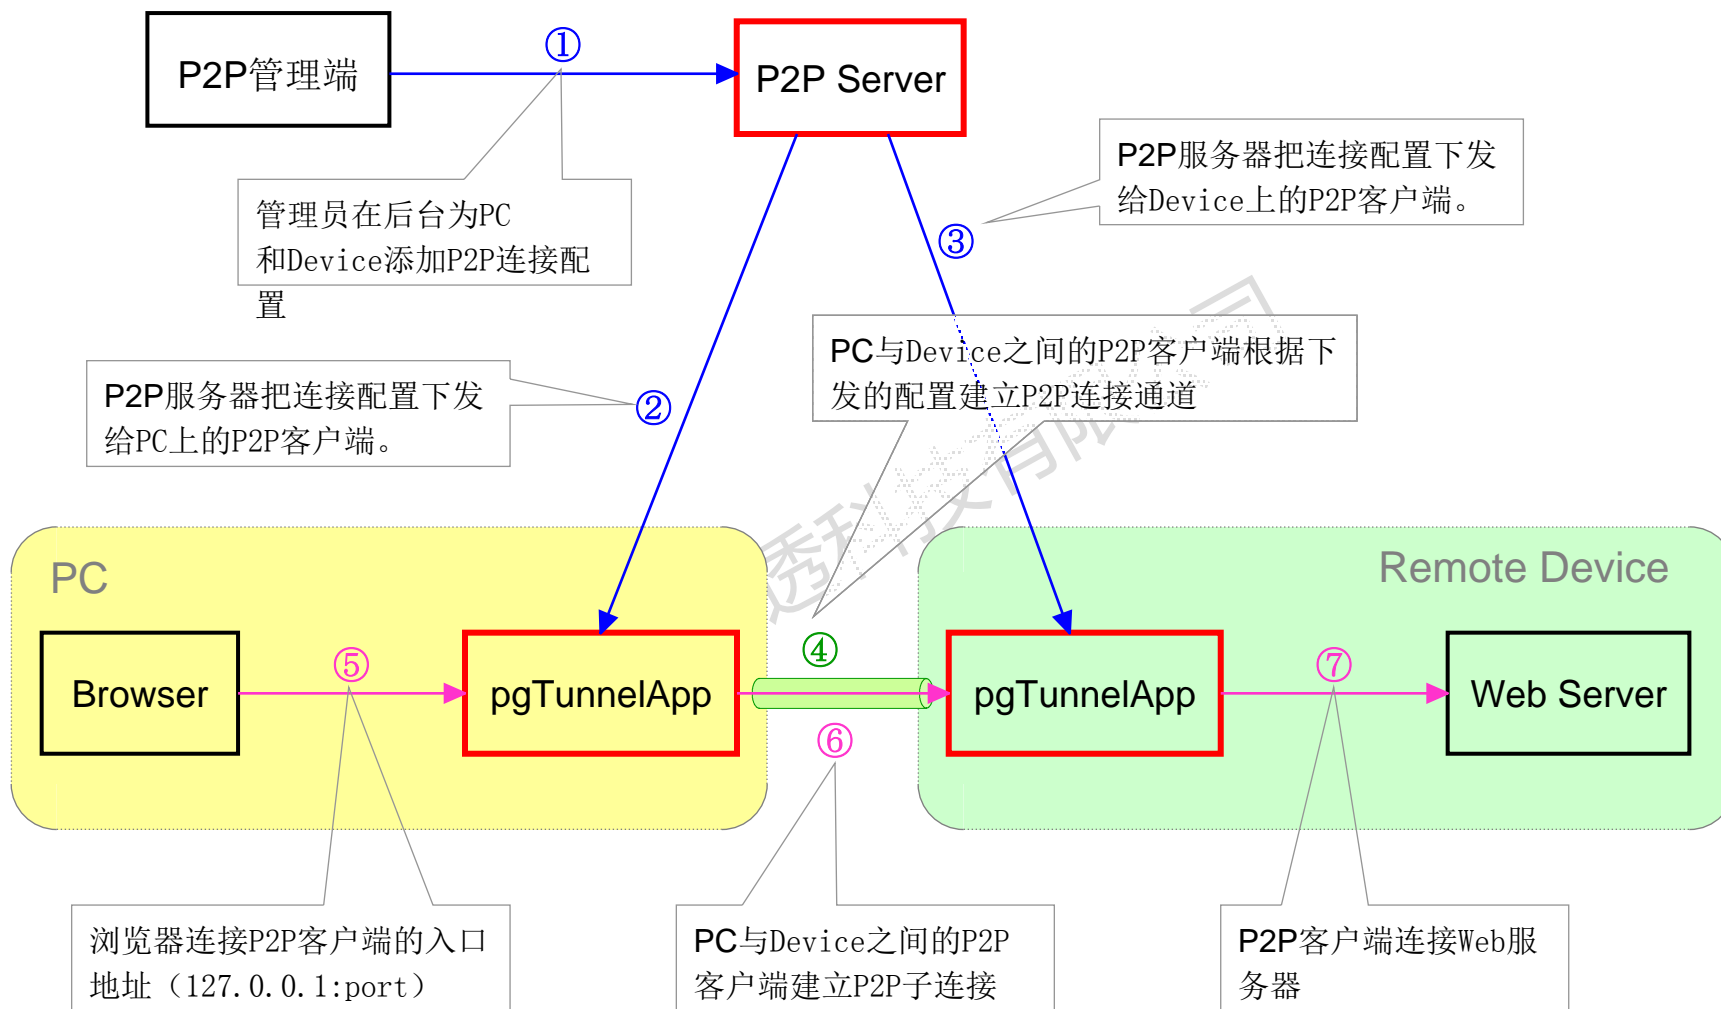 P2P管理端
①
P2P Server
管理员在后台为PC
和Device添加P2P连接配
置
P2P服务器把连接配置下发
给Device上的P2P客户端。
③
PC与Device之间的P2P客户端根据下
发的配置建立P2P连接通道
P2P服务器把连接配置下发
给PC上的P2P客户端。
②
透科技有限公司
PC
Remote Device
Browser
⑤
pgTunnelApp
④
⑥
pgTunnelApp
⑦
Web Server
浏览器连接P2P客户端的入口
地址（127.0.0.1:port）
PC与Device之间的P2P
客户端建立P2P子连接
P2P客户端连接Web服
务器